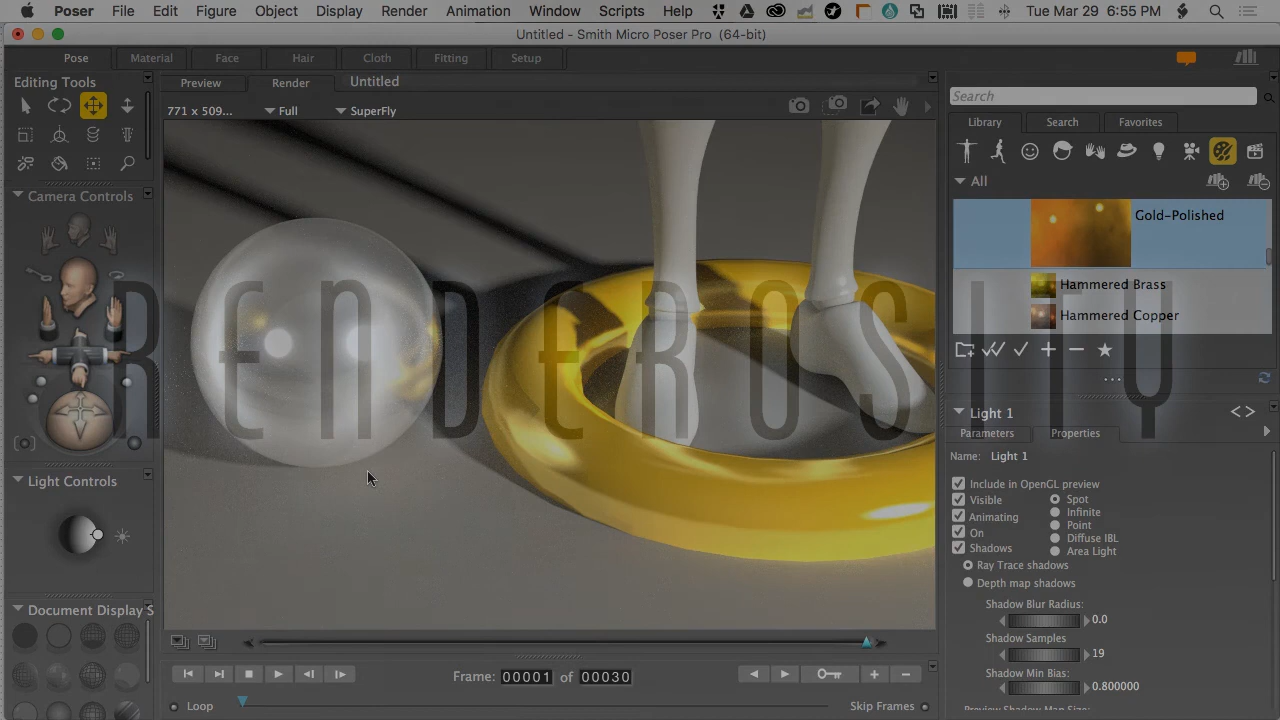 Poser File Edit Figure Object Display Render Animation Window Scripts Help Tue Mar 29 6:55 PM
Untitled - Smith Micro Poser Pro (64-bit)
Pose Material Face Hair Cloth Fitting Setup
Editing Tools
Preview Render Untitled
771 x 509... Full SuperFly
Search
Library Search Favorites
All
Gold-Polished
Hammered Brass
Hammered Copper
Camera Controls
RENDEROSITY
Light Controls
Document Display S
Light 1
Parameters Properties
Name: Light 1
Include in OpenGL preview
Visible
Animating
On
Shadows
Spot
Infinite
Point
Diffuse IBL
Area Light
Ray Trace shadows
Depth map shadows
Shadow Blur Radius:
0.0
Shadow Samples
19
Shadow Min Bias:
0.800000
Preview Shadow Map Size:
Frame: 00001 of 00030
Loop Skip Frames